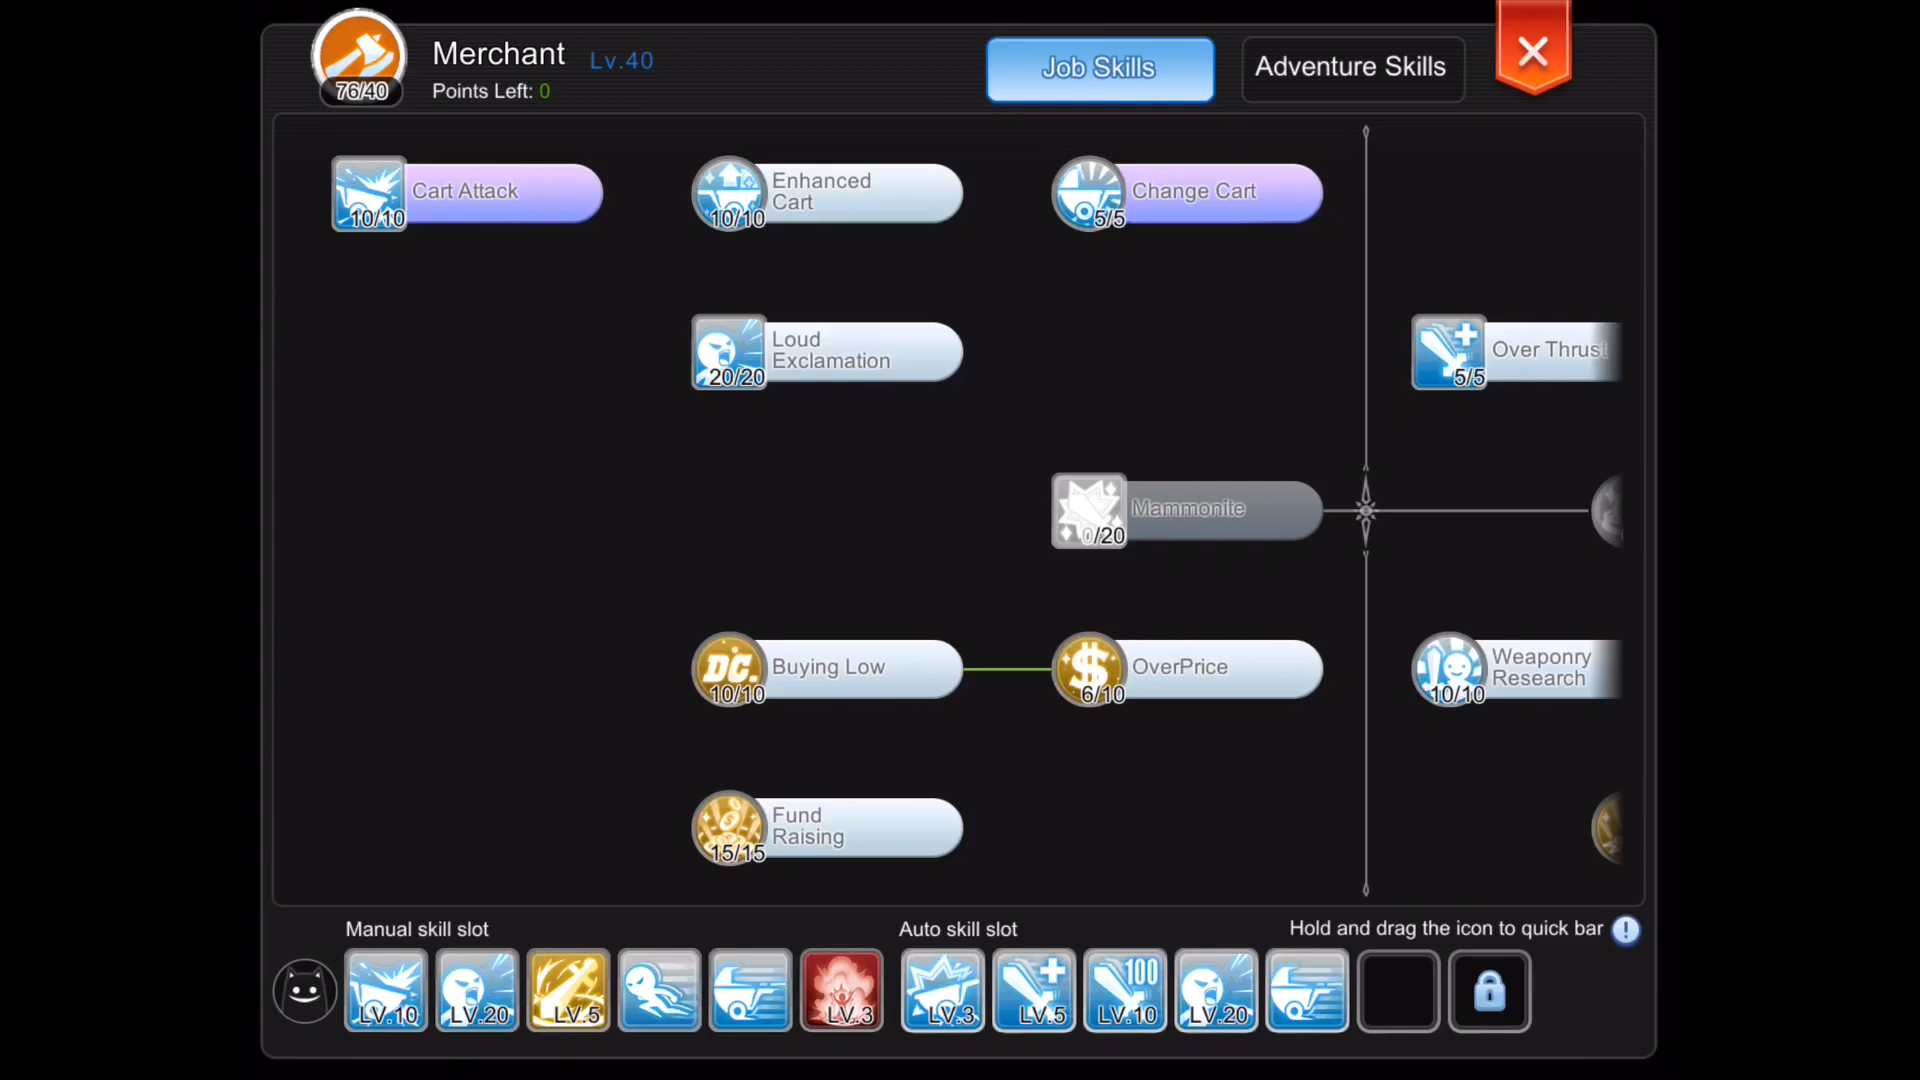 Merchant Lv.40
76/40
Points Left: 0
Job Skills
Adventure Skills
Cart Attack
10/10
Enhanced
Cart
10/10
Change Cart
5/5
Loud
Exclamation
20/20
Over Thrust
5/5
Mammonite
0/20
Buying Low
DC.
10/10
OverPrice
$
6/10
Weaponry
Research
10/10
Fund
Raising
15/15
Manual skill slot
Auto skill slot
Hold and drag the icon to quick bar
LV.10
LV.20
LV.5
LV.3
LV.3
LV.5
100
LV.10
LV.20